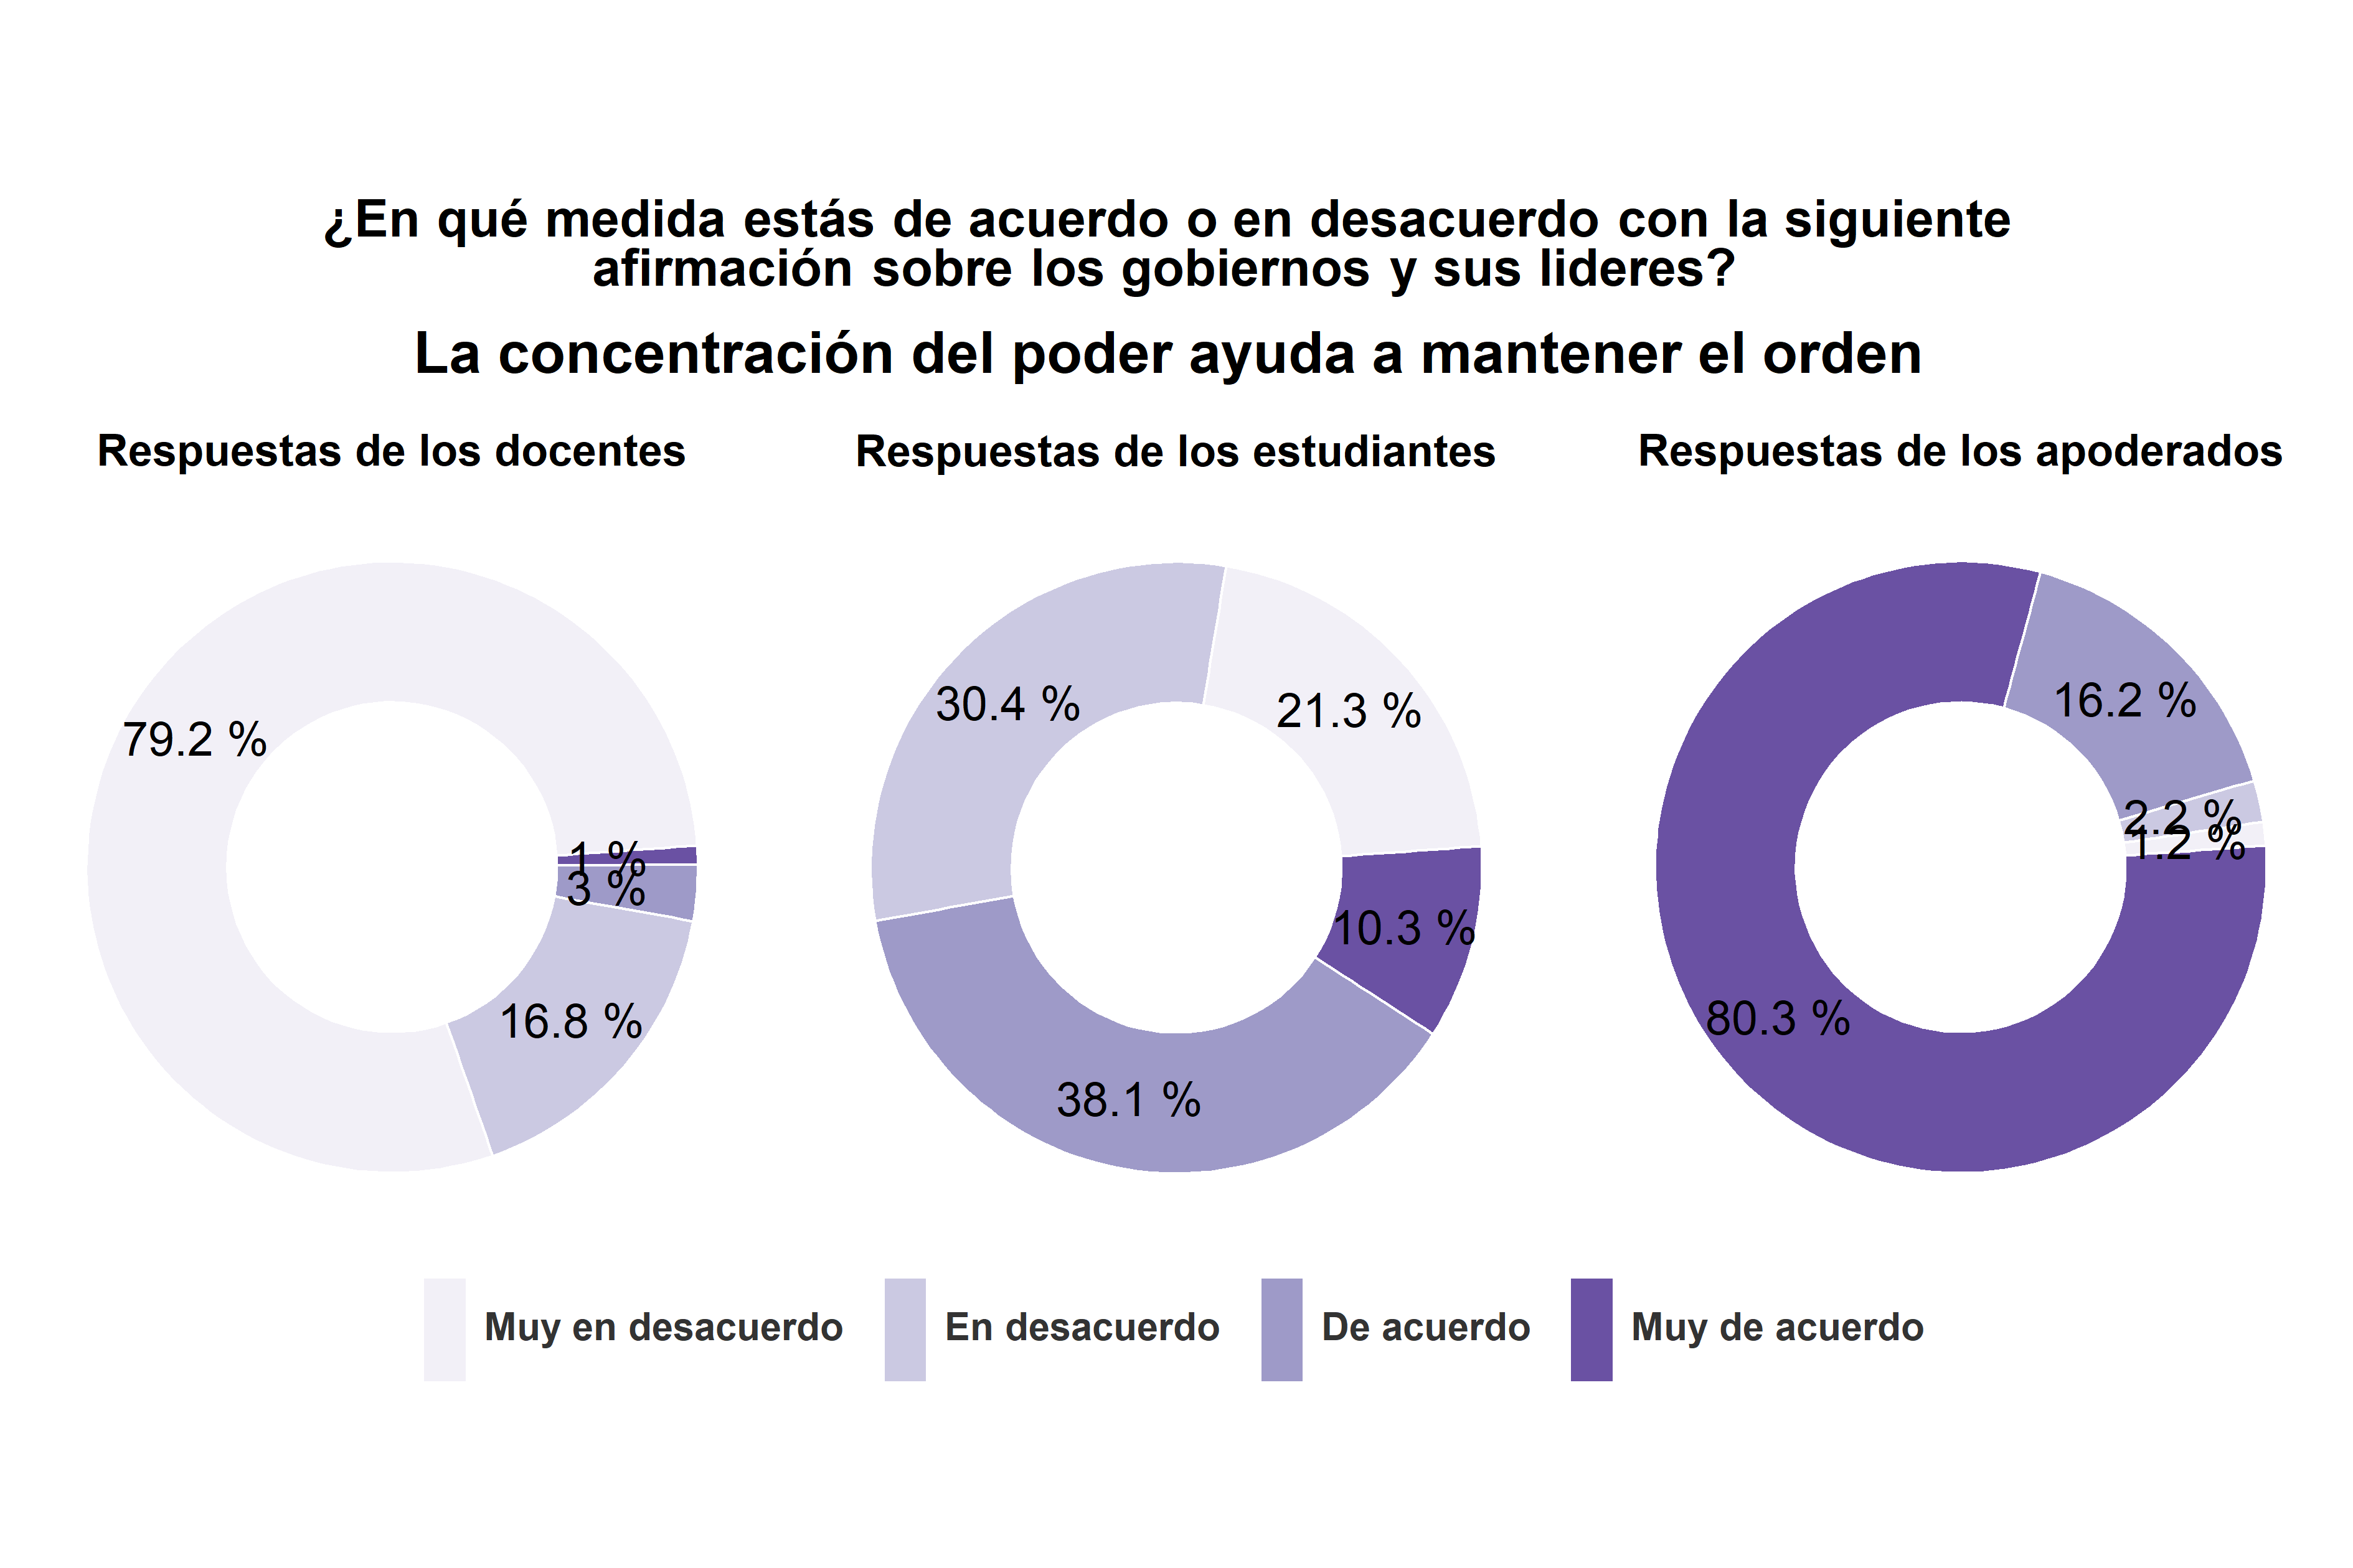 ¿En qué medida estás de acuerdo o en desacuerdo con la siguiente
afirmación sobre los gobiernos y sus lideres?
La concentración del poder ayuda a mantener el orden
Respuestas de los docentes
79.2 %
1 %
3 %
16.8 %
Respuestas de los estudiantes
30.4 %
21.3 %
10.3 %
38.1 %
Respuestas de los apoderados
16.2 %
2.2 %
1.2 %
80.3 %
Muy en desacuerdo
En desacuerdo
De acuerdo
Muy de acuerdo